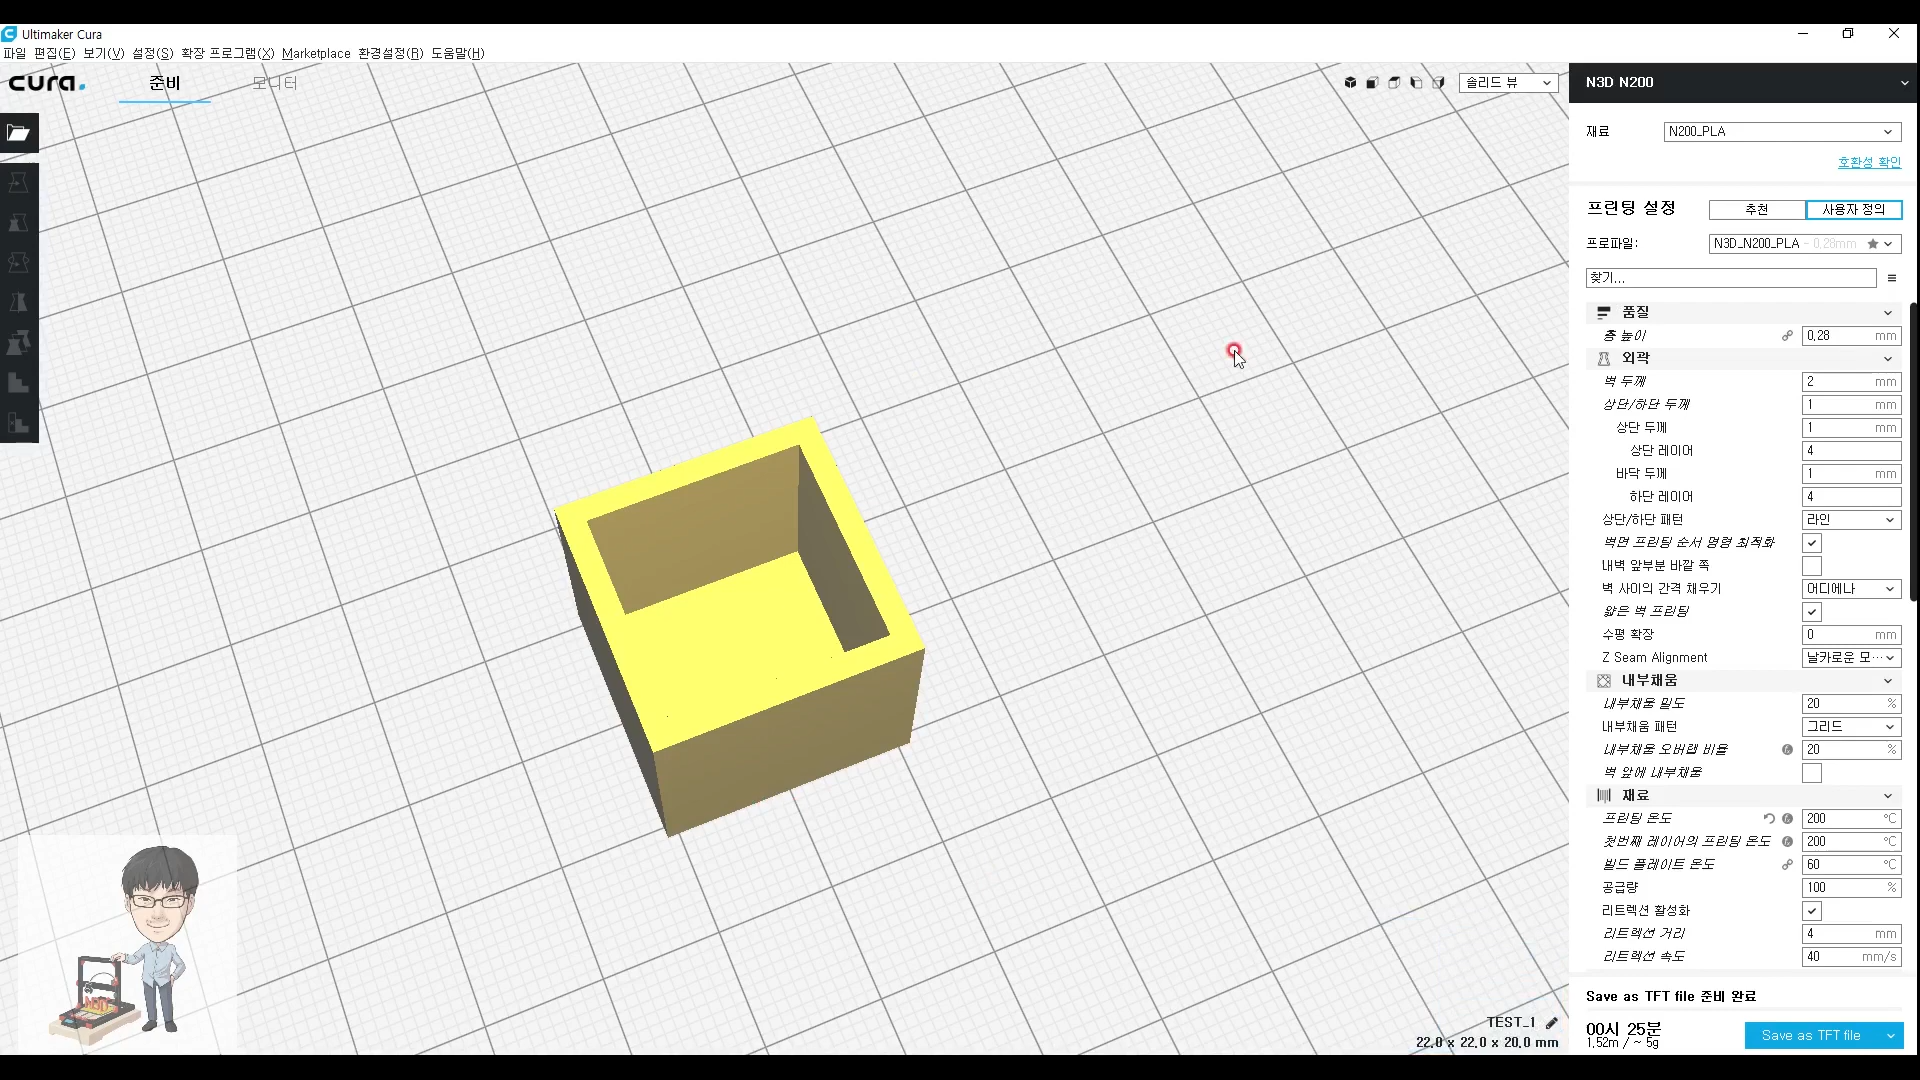 Ultimaker Cura
파일 편집(E) 보기(V) 설정(S) 확장 프로그램(X) Marketplace 환경설정(R) 도움말(H)
cura.
준비
모니터
솔리드 뷰
N3D N200
재료
N200_PLA
호환성 확인
프린팅 설정
추천
사용자 정의
프로파일:
N3D_N200_PLA - 0.28mm
찾기...
품질
층 높이
0,28 mm
외곽
벽 두께
2 mm
상단/하단 두께
1 mm
상단 두께
1 mm
상단 레이어
4
바닥 두께
1 mm
하단 레이어
4
상단/하단 패턴
라인
벽면 프린팅 순서 명령 최적화
내벽 앞부분 바깥 쪽
벽 사이의 간격 채우기
어디에나
얇은 벽 프린팅
수평 확장
0 mm
Z Seam Alignment
날카로운 모···
내부채움
내부채움 밀도
20 %
내부채움 패턴
그리드
내부채움 오버랩 비율
20 %
벽 앞에 내부채움
재료
프린팅 온도
200 °C
첫번째 레이어의 프린팅 온도
200 °C
빌드 플레이트 온도
60 °C
공급량
100 %
리트렉션 활성화
리트렉션 거리
4 mm
리트렉션 속도
40 mm/s
Save as TFT file 준비 완료
00시 25분
1.52m / ~ 5g
Save as TFT file
TEST_1
22,0 x 22,0 x 20,0 mm